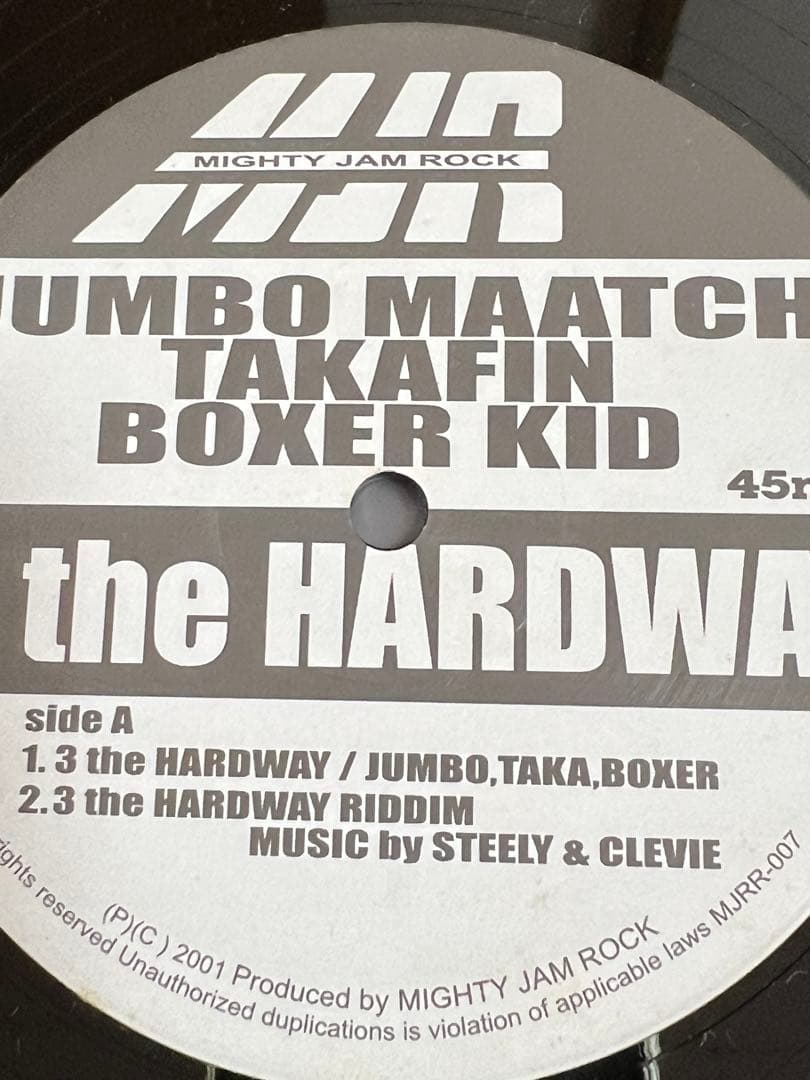 MJR
MIGHTY JAM ROCK
JUMBO MAATCH
TAKAFIN
BOXER KID
45r
the HARDWA
side A
1. 3 the HARDWAY / JUMBO,TAKA,BOXER
2. 3 the HARDWAY RIDDIM
MUSIC by STEELY & CLEVIE
(P)(C) 2001 Produced by MIGHTY JAM ROCK
ights reserved Unauthorized duplications is violation of applicable laws MJRR-007